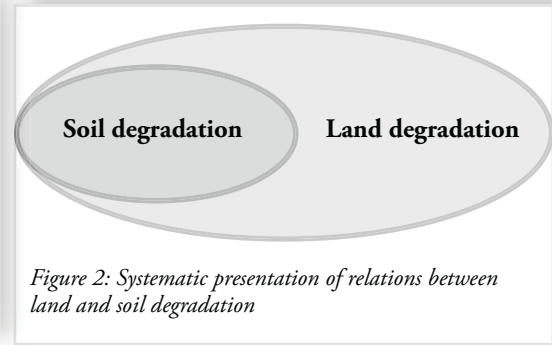 Soil degradation Land degradation
Figure 2: Systematic presentation of relations between
land and soil degradation